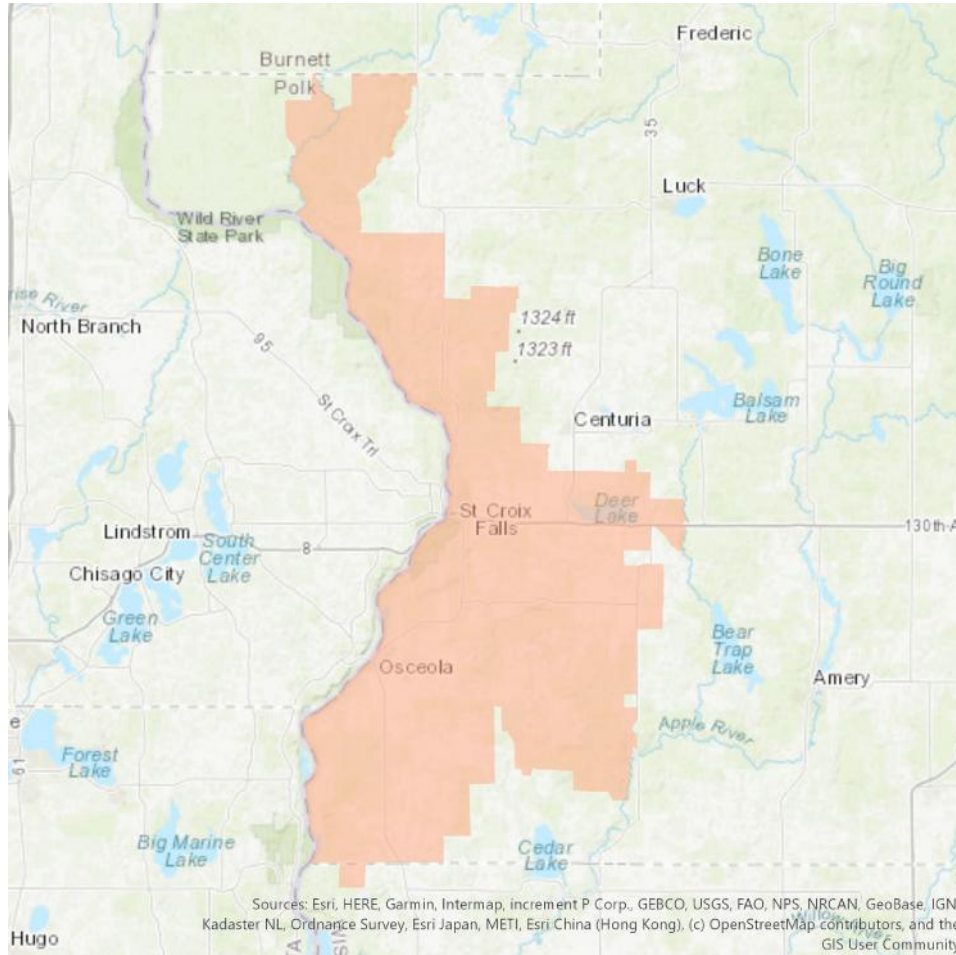 Frederic
Burnett
Polk
35
Luck
Wild River
State Park
Bone
Lake
Big
Round
Lake
rise River
North Branch
1324 ft
1323 ft
95
St Croix Trl
Balsam
Lake
Centuria
Deer
Lake
St Croix
Falls
130th A
Lindstrom
South
Center
Lake
8
Chisago City
Green
Lake
Bear
Trap
Lake
Osceola
Amery
e
Apple River
61
Forest
Lake
Big Marine
Lake
Cedar
Lake
Sources: Esri, HERE, Garmin, Intermap, increment P Corp., GEBCO, USGS, FAO, NPS, NRCAN, GeoBase, IGN,
Kadaster NL, Ordnance Survey, Esri Japan, METI, Esri China (Hong Kong), (c) OpenStreetMap contributors, and the
GIS User Community
Willow River
Hugo